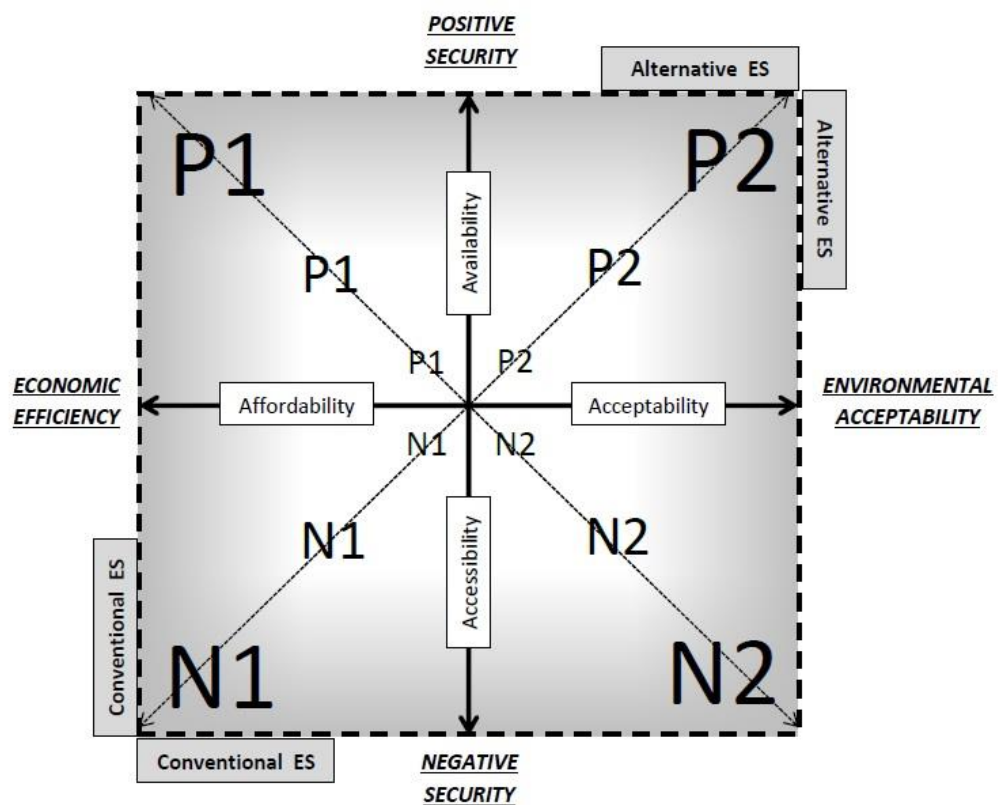 POSITIVE
SECURITY
Alternative ES
P1
P2
Alternative ES
Availability
P1
P2
P1
P2
ECONOMIC
EFFICIENCY
Affordability
Acceptability
ENVIRONMENTAL
ACCEPTABILITY
N1
N2
Accessibility
N1
N2
Conventional ES
N1
N2
Conventional ES
NEGATIVE
SECURITY